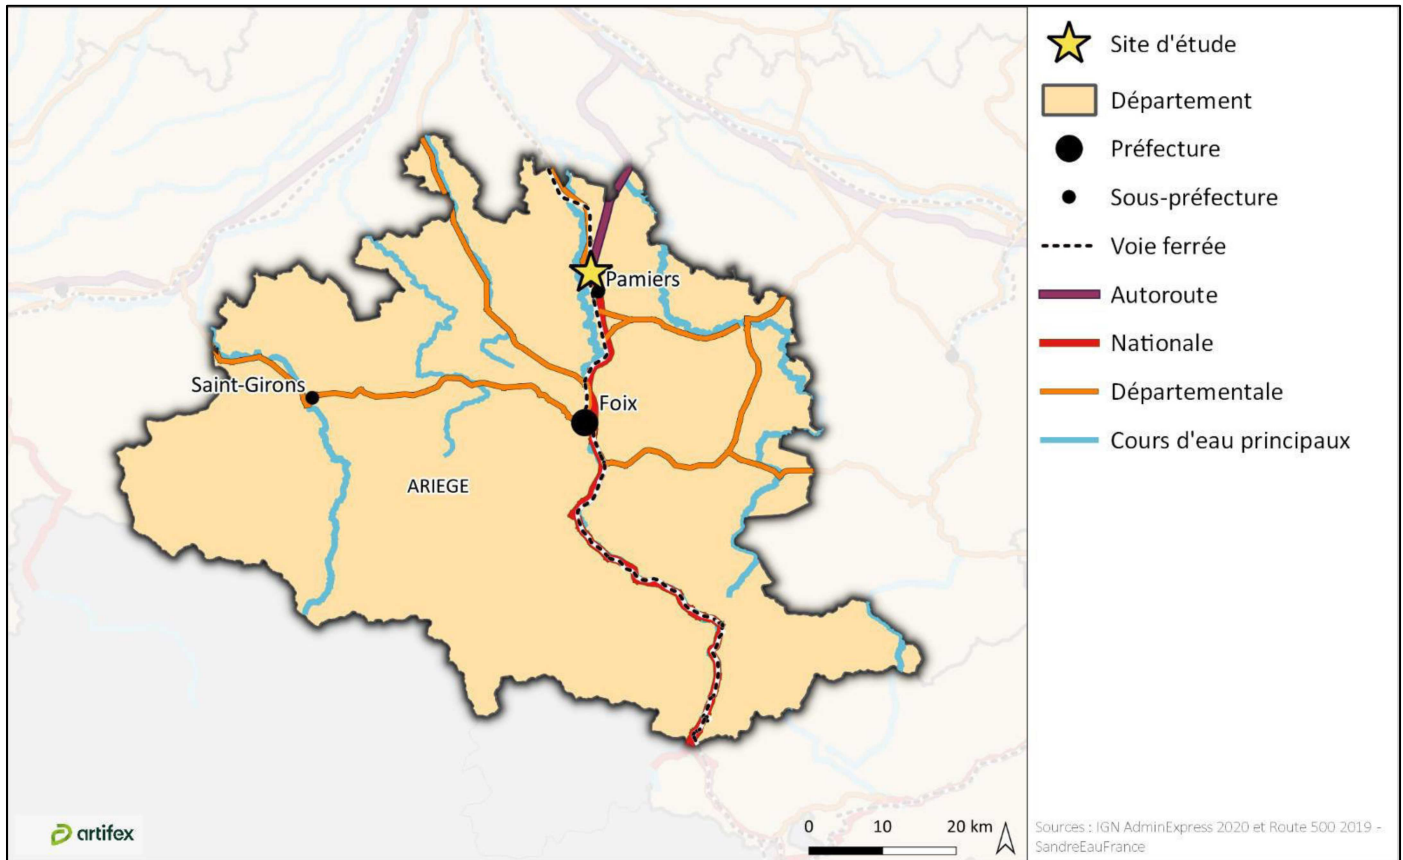 Site d'étude
Département
Préfecture
Sous-préfecture
Voie ferrée
Autoroute
Nationale
Départementale
Cours d'eau principaux
Pamiers
Saint-Girons
Foix
ARIEGE
artifex
0 10 20 km
Sources : IGN AdminExpress 2020 et Route 500 2019 -
SandreEauFrance